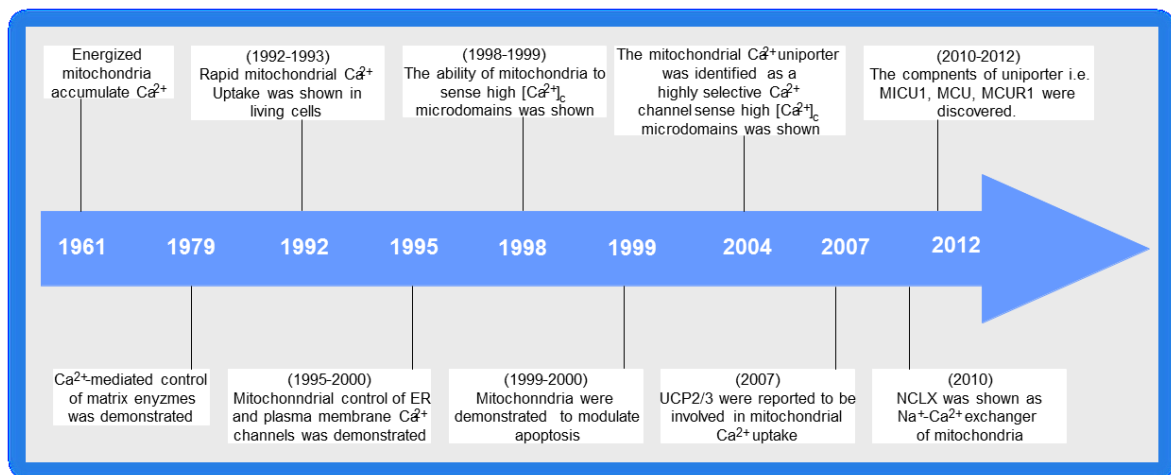 Energized
mitochondria
accumulate Ca²⁺
(1992-1993)
Rapid mitochondrial Ca²⁺
Uptake was shown in
living cells
(1998-1999)
The ability of mitochondria to
sense high [Ca²⁺]c
microdomains was shown
The mitochondrial Ca²⁺ uniporter
was identified as a
highly selective Ca²⁺
channel sense high [Ca²⁺]c
microdomains was shown
(2010-2012)
The compnents of uniporter i.e.
MICU1, MCU, MCUR1 were
discovered.
1961 1979 1992 1995 1998 1999 2004 2007 2012
Ca²⁺-mediated control
of matrix enyzmes
was demonstrated
(1995-2000)
Mitochonndrial control of ER
and plasma membrane Ca²⁺
channels was demonstrated
(1999-2000)
Mitochonndria were
demonstrated to modulate
apoptosis
(2007)
UCP2/3 were reported to be
involved in mitochondrial
Ca²⁺ uptake
(2010)
NCLX was shown as
Na⁺-Ca²⁺ exchanger
of mitochondria